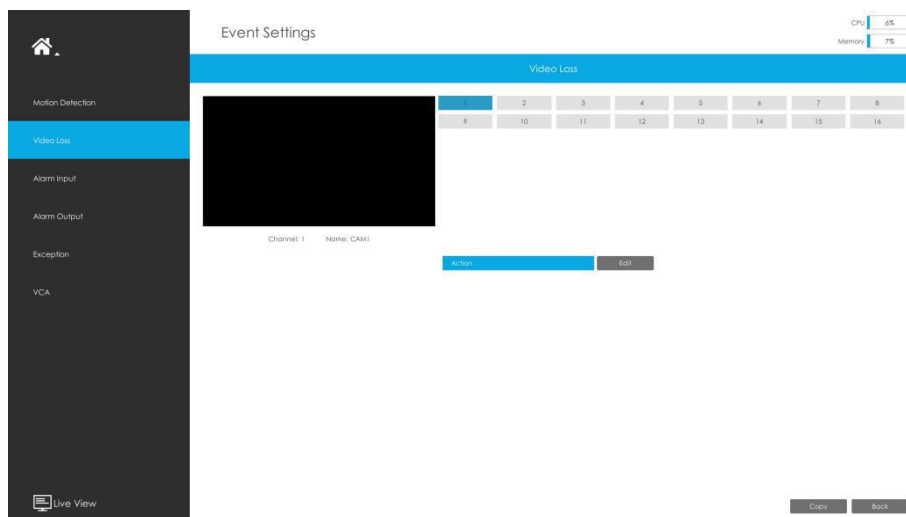 Event Settings
CPU 6%
Memory 7%
Video Loss
Motion Detection
Video Loss
Alarm Input
Alarm Output
Exception
VCA
Live View
1 2 3 4 5 6 7 8
9 10 11 12 13 14 15 16
Channel: 1 Name: CAM1
Action Edit
Copy Back